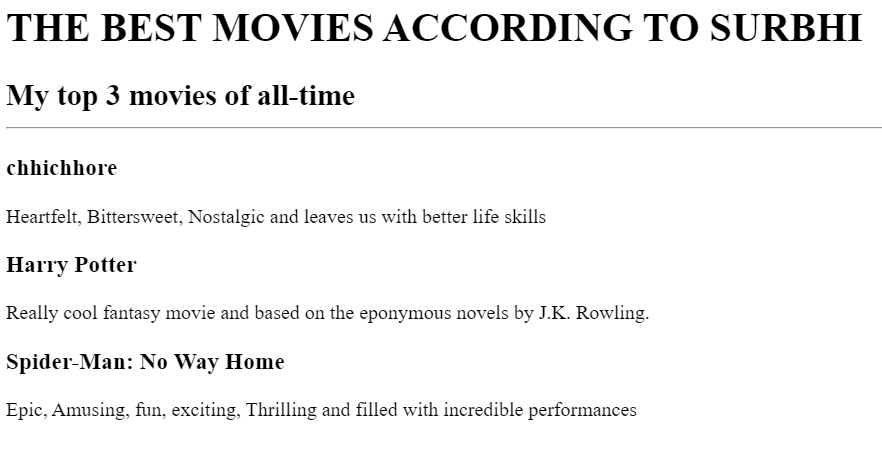 THE BEST MOVIES ACCORDING TO SURBHI
My top 3 movies of all-time
chhichhore
Heartfelt, Bittersweet, Nostalgic and leaves us with better life skills
Harry Potter
Really cool fantasy movie and based on the eponymous novels by J.K. Rowling.
Spider-Man: No Way Home
Epic, Amusing, fun, exciting, Thrilling and filled with incredible performances